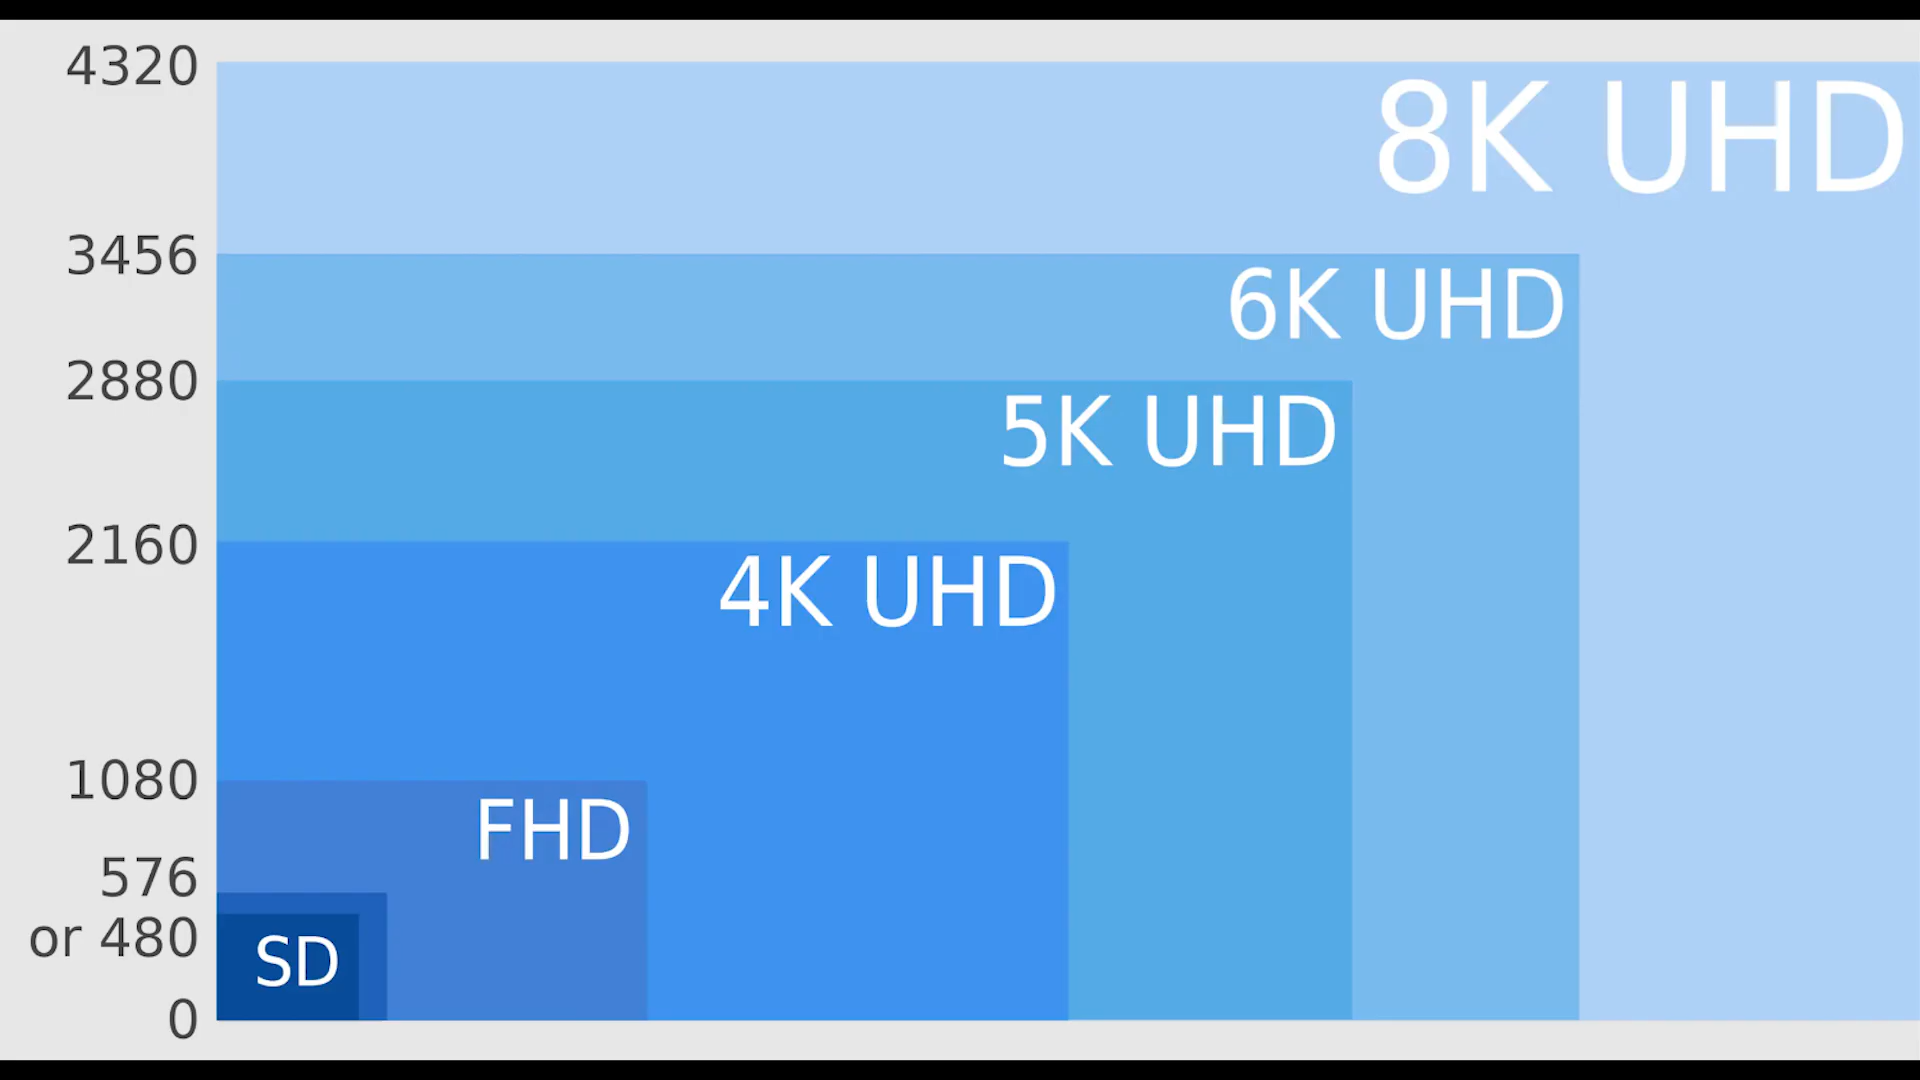 4320
8K UHD
3456
6K UHD
2880
5K UHD
2160
4K UHD
1080
FHD
576
or 480
SD
0